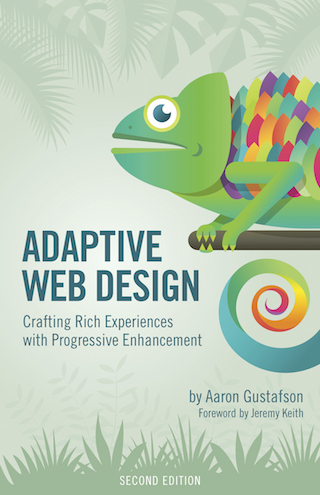 ADAPTIVE
WEB DESIGN
Crafting Rich Experiences
with Progressive Enhancement
by Aaron Gustafson
Foreword by Jeremy Keith
SECOND EDITION